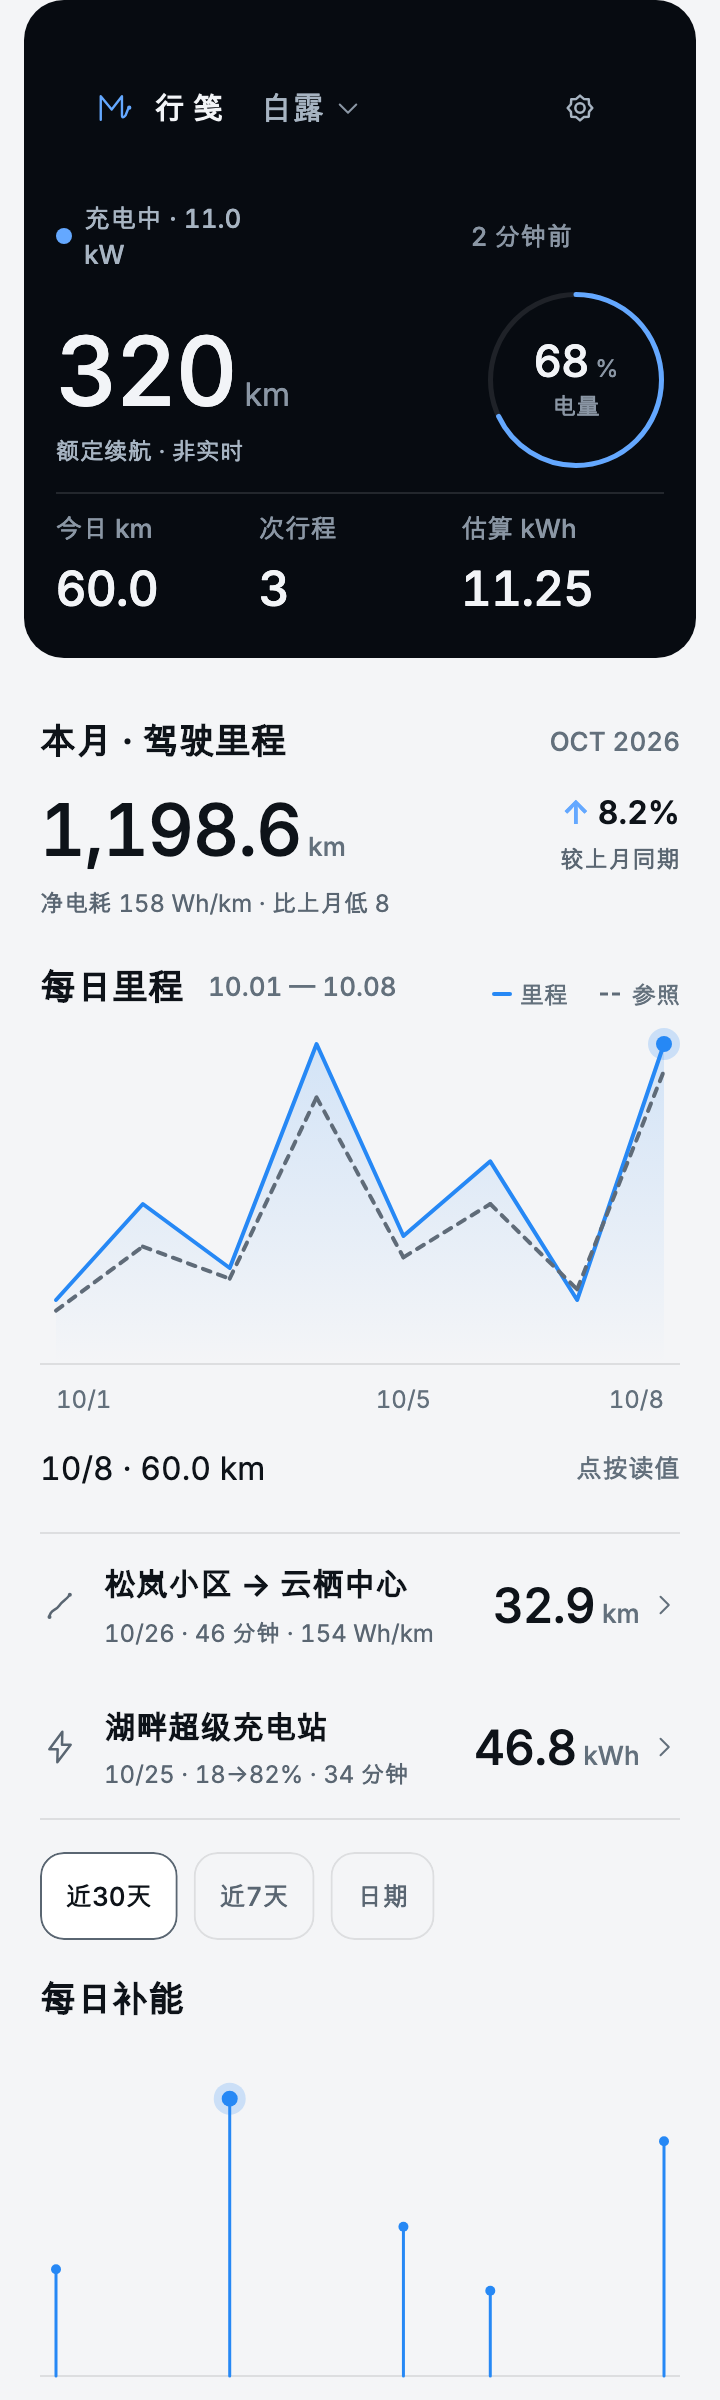 行笺 白露
充电中 · 11.0
kW
2 分钟前
320 km
68 %
电量
额定续航 · 非实时
今日 km 次行程 估算 kWh
60.0 3 11.25
本月 · 驾驶里程 OCT 2026
1,198.6 km
↑ 8.2%
较上月同期
净电耗 158 Wh/km · 比上月低 8
每日里程 10.01 — 10.08 里程 -- 参照
10/1 10/5 10/8
10/8 · 60.0 km 点按读值
松岚小区 → 云栖中心
10/26 · 46 分钟 · 154 Wh/km
32.9 km
湖畔超级充电站
10/25 · 18→82% · 34 分钟
46.8 kWh
近30天 近7天 日期
每日补能